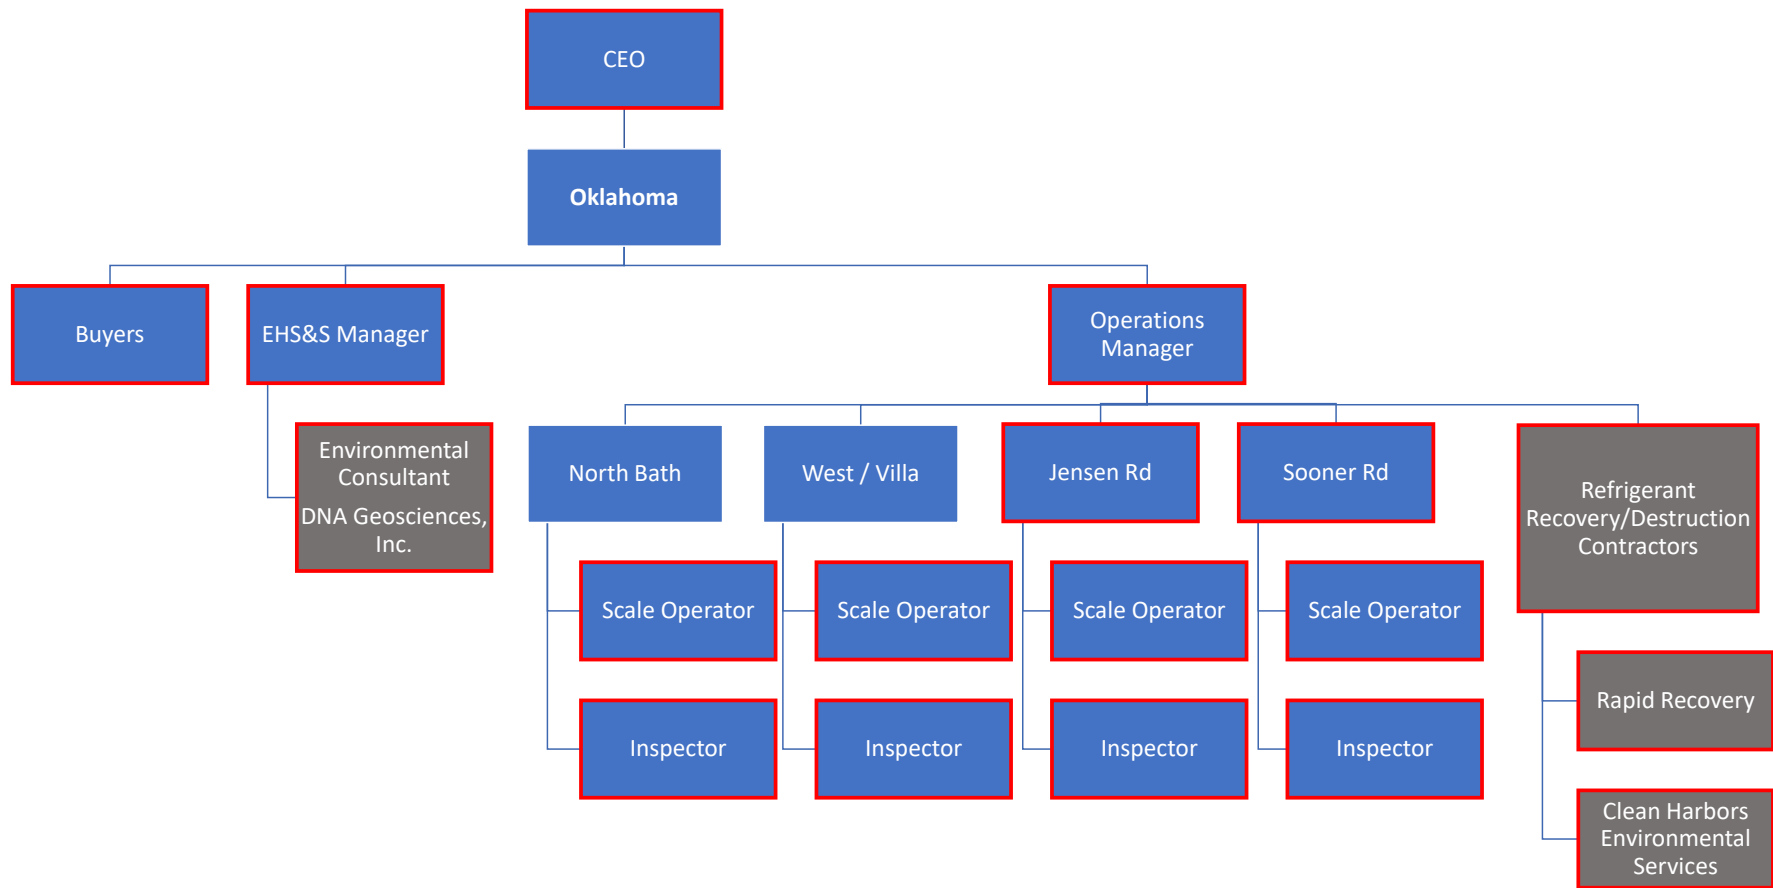 CEO
Oklahoma
Buyers
EHS&S Manager
Operations
Manager
Environmental
Consultant
DNA Geosciences,
Inc.
North Bath
West / Villa
Jensen Rd
Sooner Rd
Refrigerant
Recovery/Destruction
Contractors
Scale Operator
Scale Operator
Scale Operator
Scale Operator
Rapid Recovery
Inspector
Inspector
Inspector
Inspector
Clean Harbors
Environmental
Services